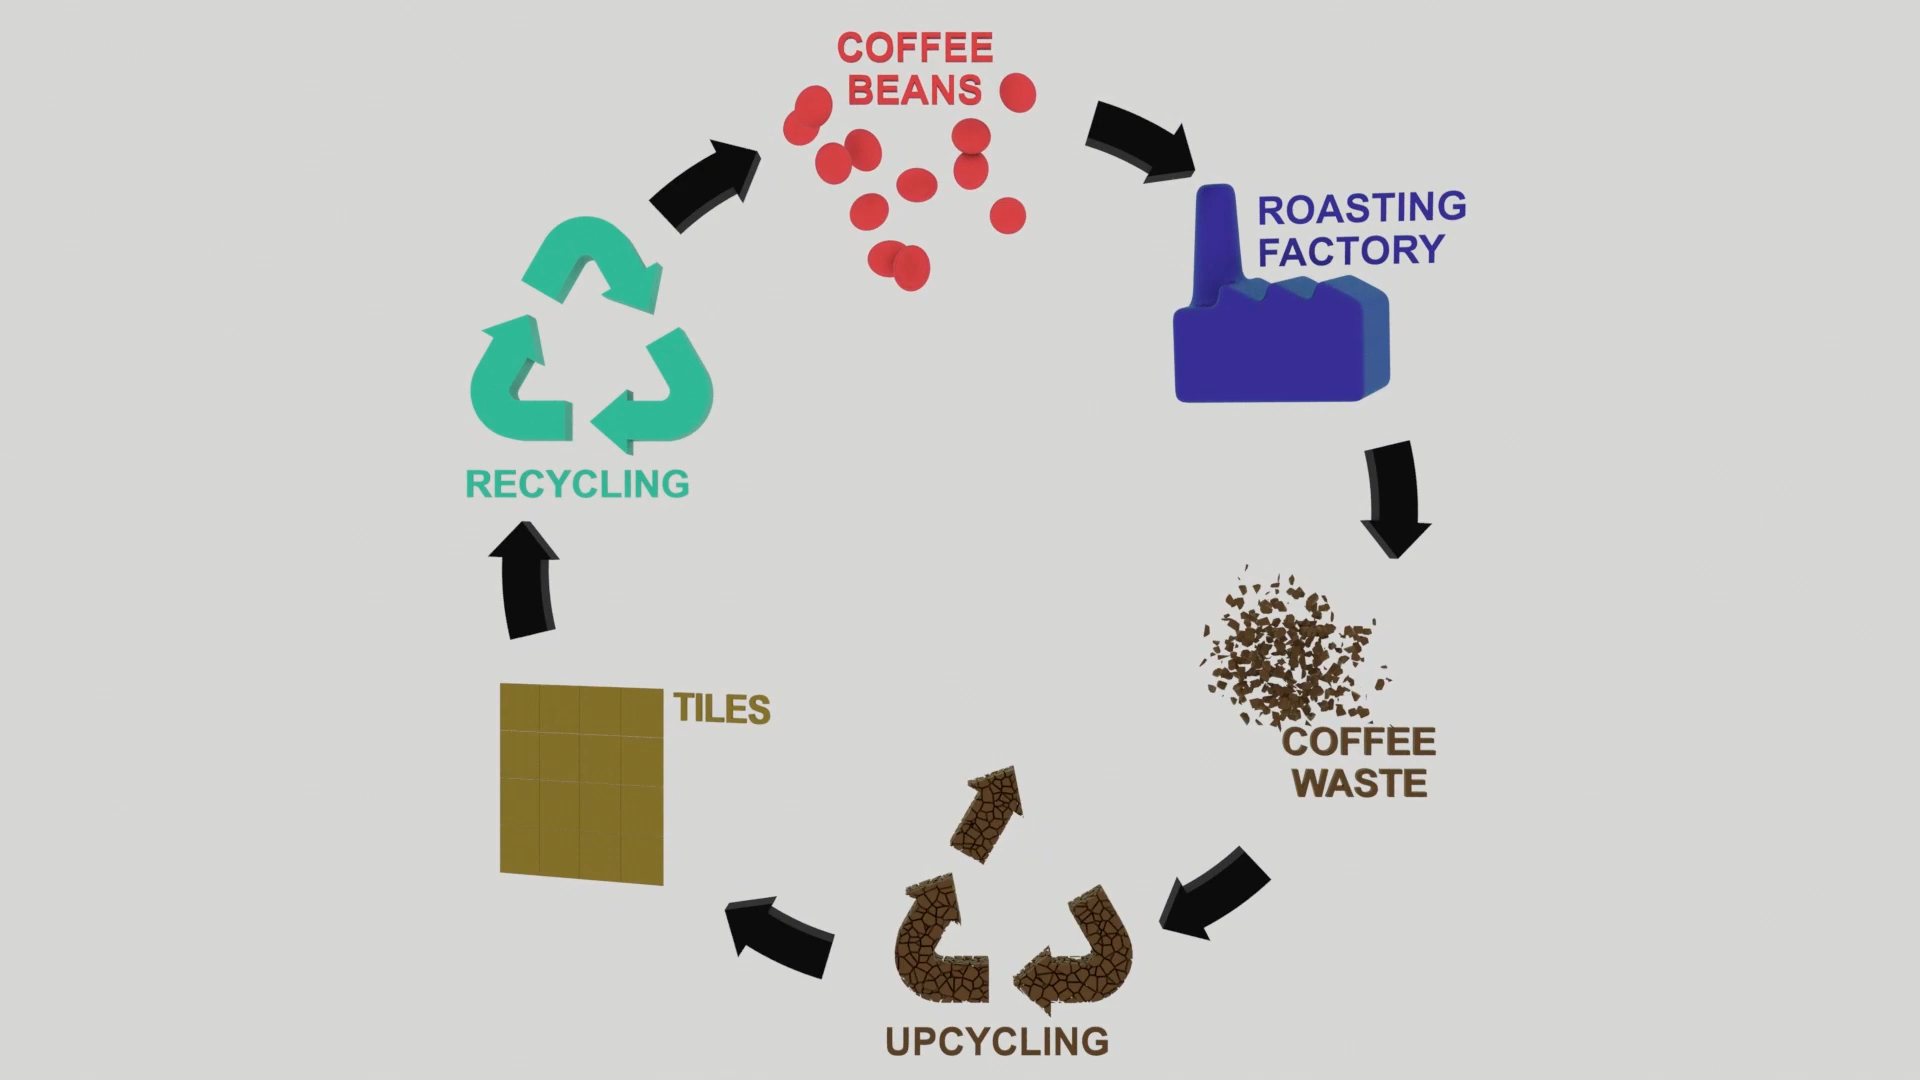 COFFEE
BEANS
ROASTING
FACTORY
COFFEE
WASTE
UPCYCLING
TILES
RECYCLING